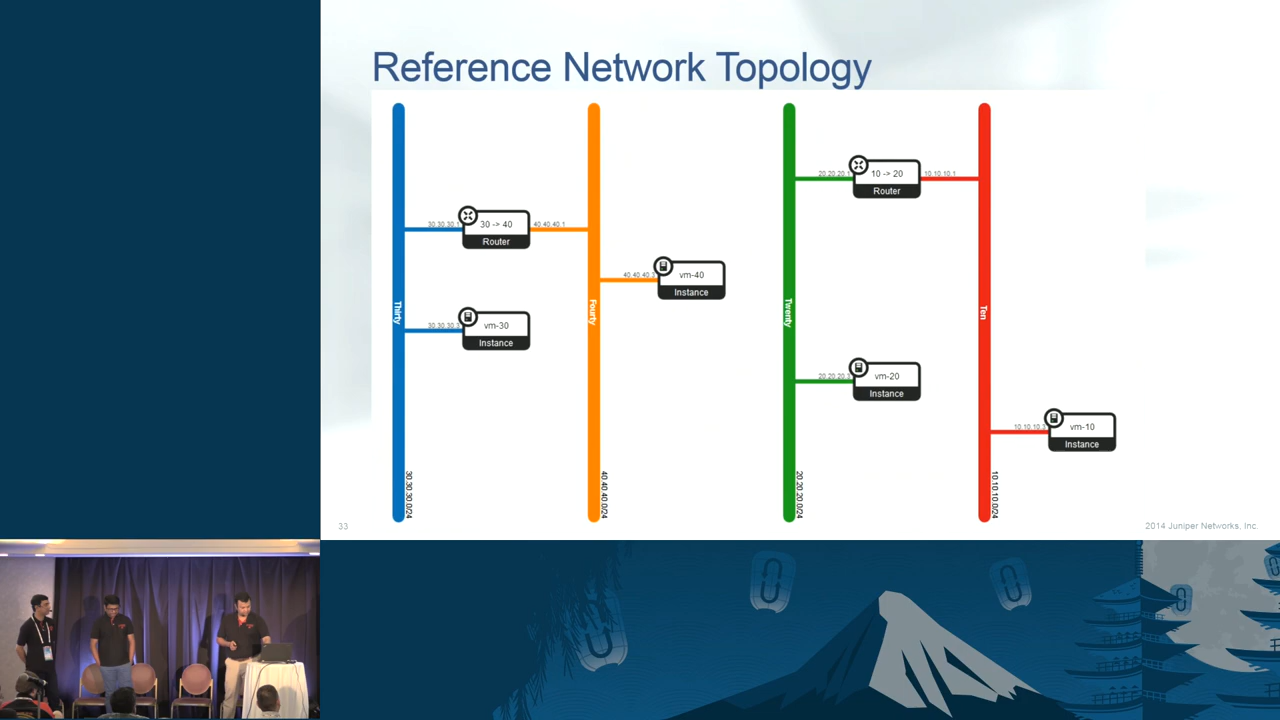 Reference Network Topology
20.20.20.1
10 -> 20
10.10.10.1
Router
30.30.30.1
30 -> 40
40.40.40.1
Router
40.40.40.3
vm-40
Instance
Thirty
Fourty
Twenty
Ten
30.30.30.3
vm-30
Instance
20.20.20.3
vm-20
Instance
10.10.10.3
vm-10
Instance
30.30.30.0/24
40.40.40.0/24
20.20.20.0/24
10.10.10.0/24
33
2014 Juniper Networks, Inc.